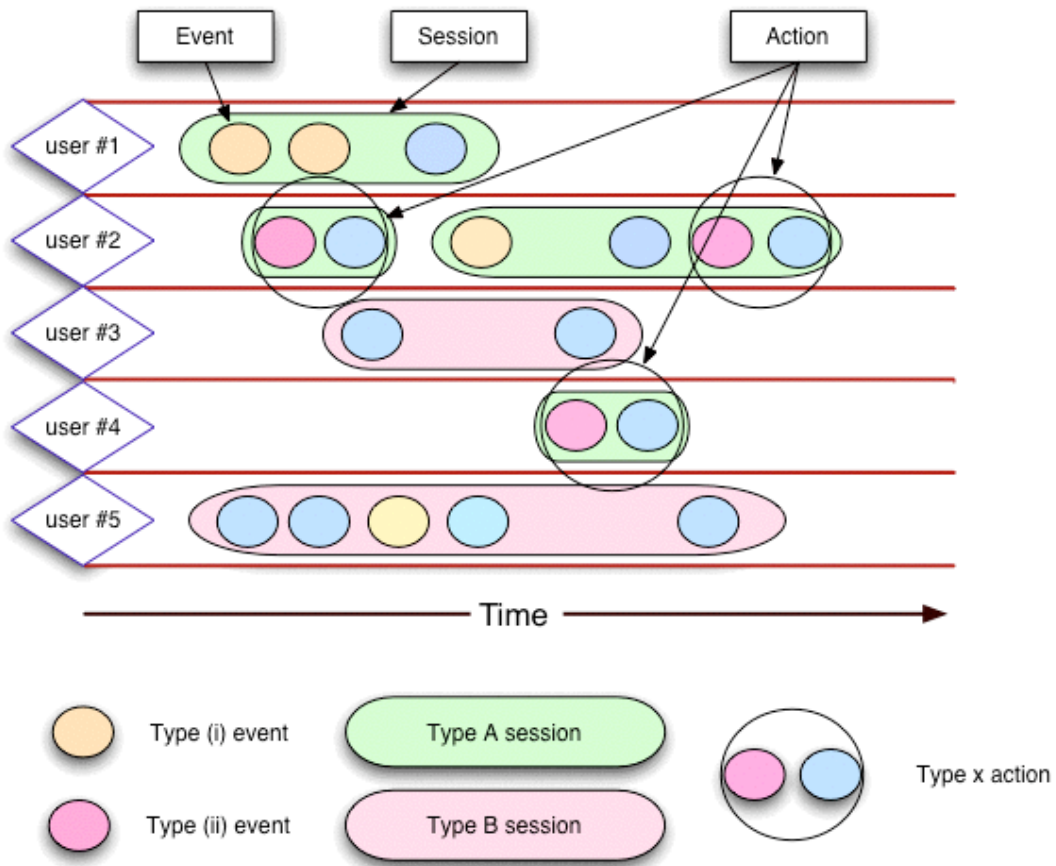 Event
Session
Action
user #1
user #2
user #3
user #4
user #5
Time
Type (i) event
Type A session
Type x action
Type (ii) event
Type B session